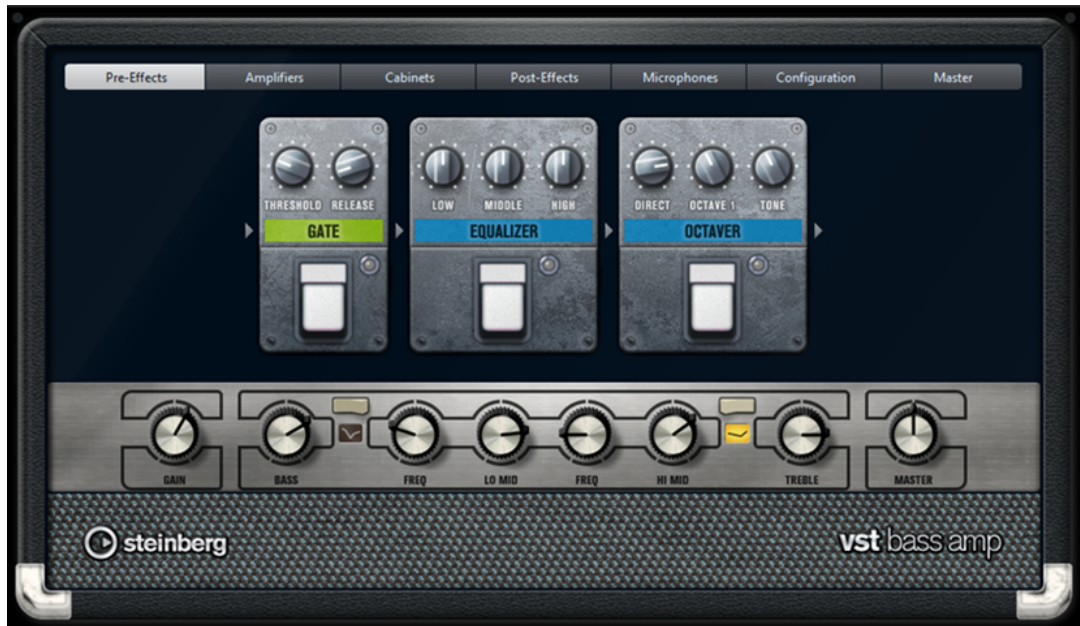 Pre-Effects Amplifiers Cabinets Post-Effects Microphones Configuration Master
THRESHOLD RELEASE LOW MIDDLE HIGH DIRECT OCTAVE 1 TONE
GATE EQUALIZER OCTAVER
GAIN BASS FREQ LO MID FREQ HI MID TREBLE MASTER
steinberg vst bass amp